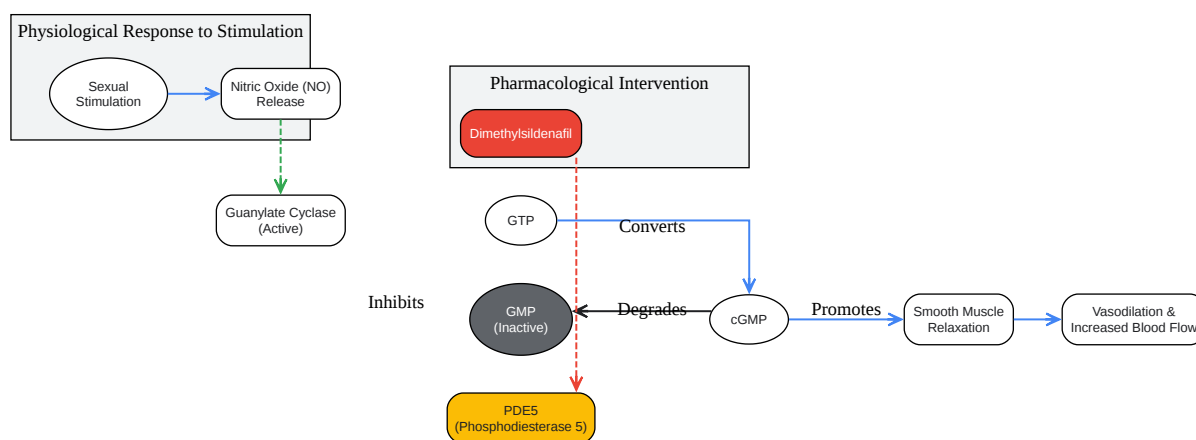 Physiological Response to Stimulation
Sexual
Stimulation
Nitric Oxide (NO)
Release
Guanylate Cyclase
(Active)
Pharmacological Intervention
Dimethylsildenafil
GTP
Converts
Inhibits
GMP
(Inactive)
Degrades
cGMP
Promotes
Smooth Muscle
Relaxation
Vasodilation &
Increased Blood Flow
PDE5
(Phosphodiesterase 5)